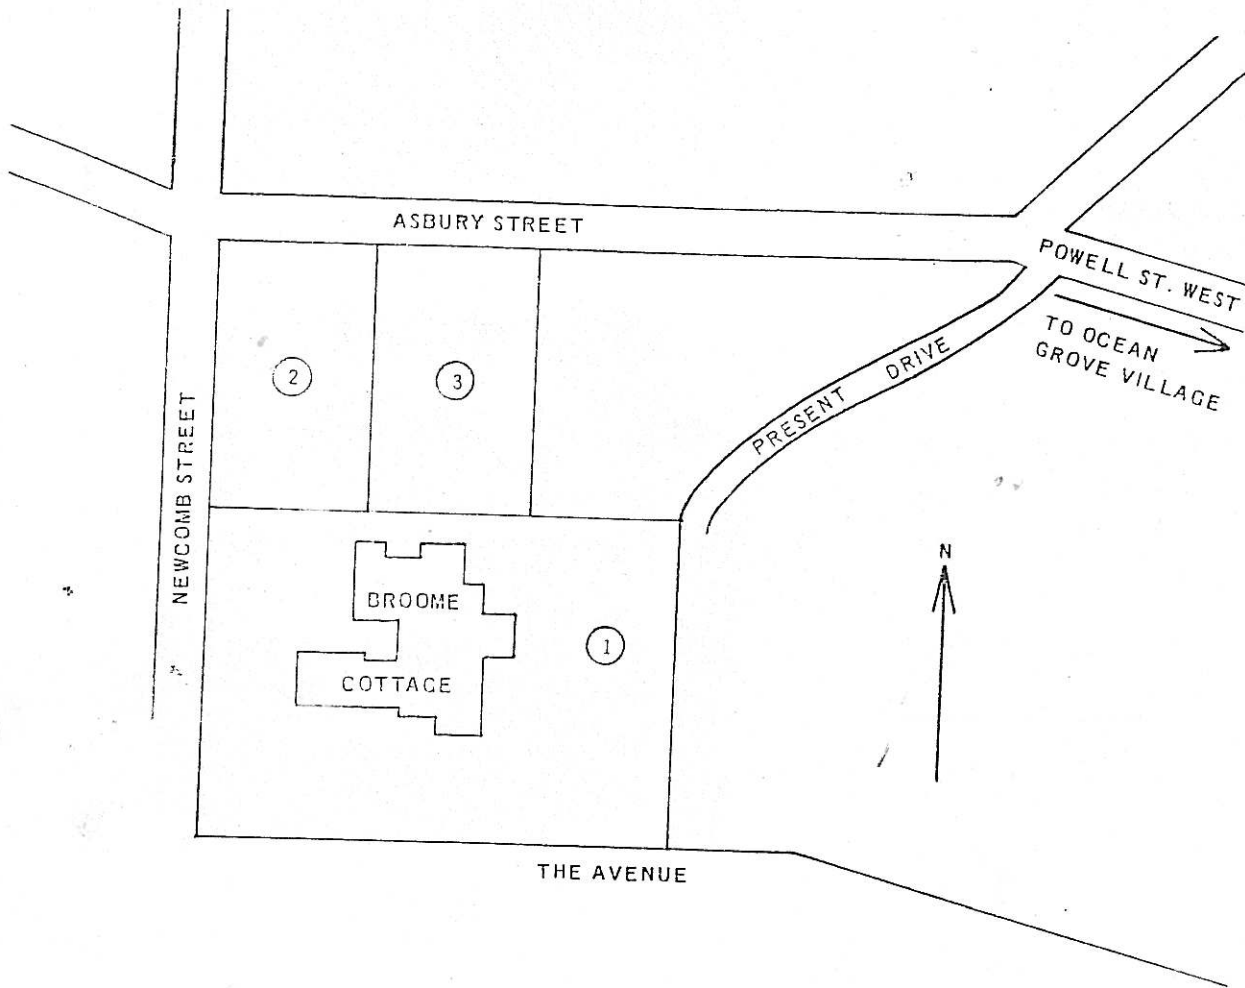 ASBURY STREET
POWELL ST. WEST
TO OCEAN
GROVE VILLAGE
PRESENT DRIVE
2
3
NEWCOMB STREET
N
BROOME
1
COTTAGE
THE AVENUE